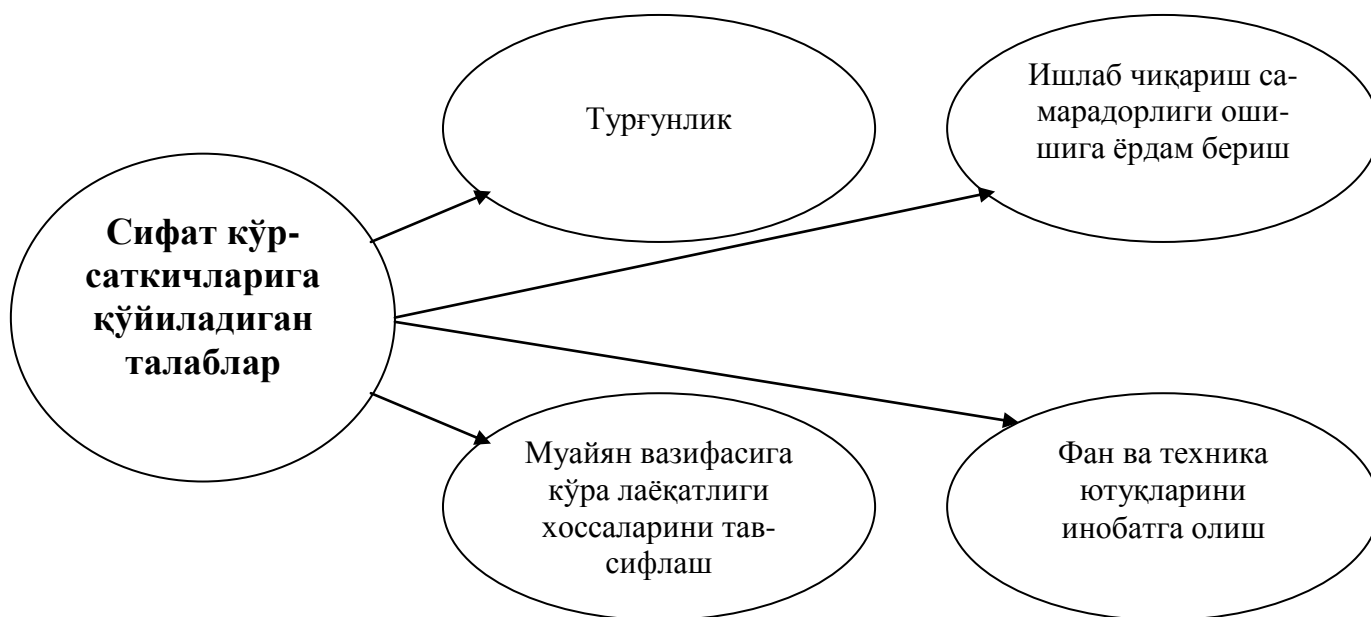 Турғунлик
Ишлаб чиқариш са-
марадорлиги оши-
шига ёрдам бериш
Сифат кўр-
саткичларига
қўйиладиган
талаблар
Муайян вазифасига
кўра лаёқатлиги
хоссаларини тав-
сифлаш
Фан ва техника
ютуқларини
инобатга олиш